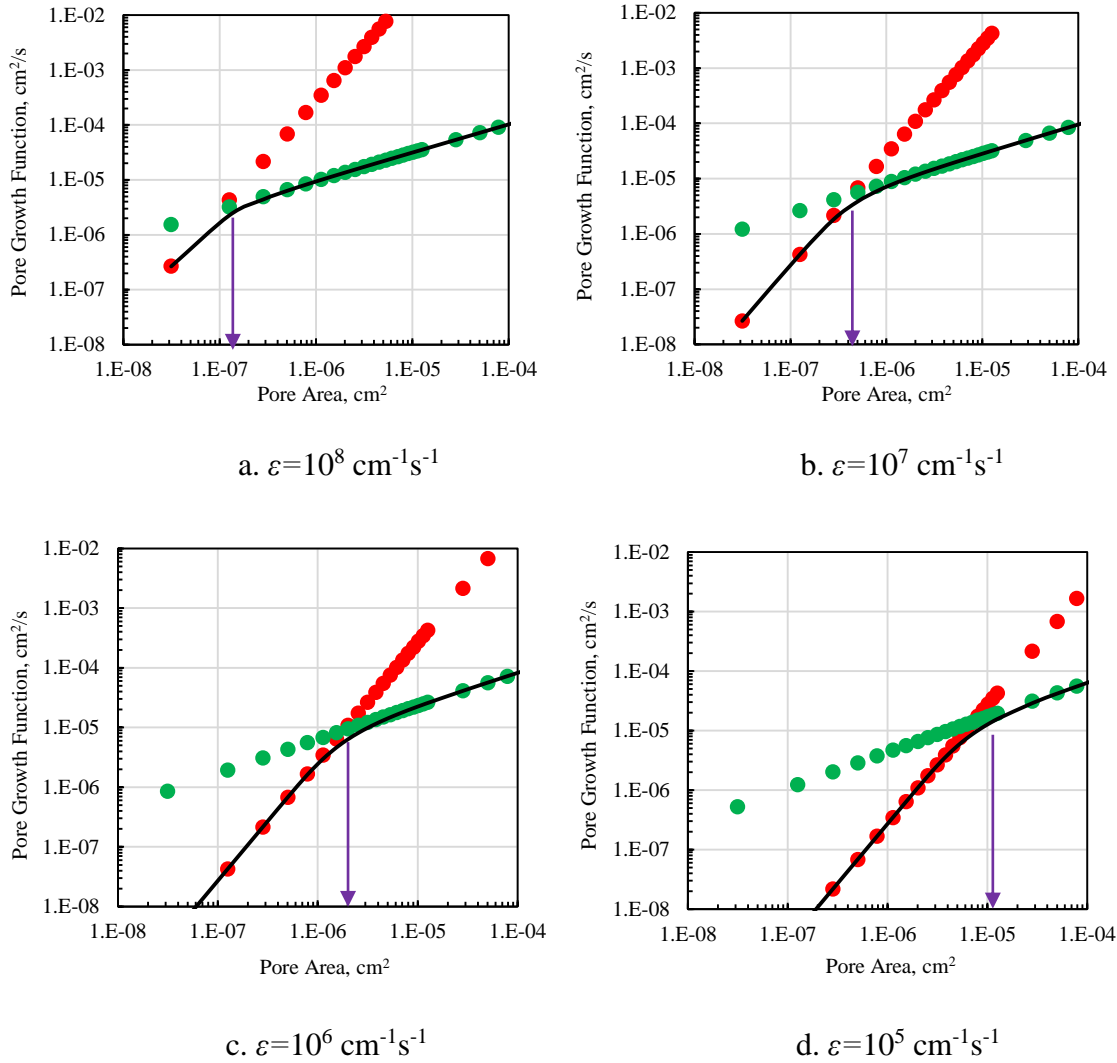 1.E-02
1.E-03
1.E-04
1.E-05
1.E-06
1.E-07
1.E-08
Pore Growth Function, cm²/s
1.E-08 1.E-07 1.E-06 1.E-05 1.E-04
Pore Area, cm²
a. ε=10⁸ cm⁻¹s⁻¹
1.E-02
1.E-03
1.E-04
1.E-05
1.E-06
1.E-07
1.E-08
Pore Growth Function, cm²/s
1.E-08 1.E-07 1.E-06 1.E-05 1.E-04
Pore Area, cm²
b. ε=10⁷ cm⁻¹s⁻¹
1.E-02
1.E-03
1.E-04
1.E-05
1.E-06
1.E-07
1.E-08
Pore Growth Function, cm²/s
1.E-08 1.E-07 1.E-06 1.E-05 1.E-04
Pore Area, cm²
c. ε=10⁶ cm⁻¹s⁻¹
1.E-02
1.E-03
1.E-04
1.E-05
1.E-06
1.E-07
1.E-08
Pore Growth Function, cm²/s
1.E-08 1.E-07 1.E-06 1.E-05 1.E-04
Pore Area, cm²
d. ε=10⁵ cm⁻¹s⁻¹